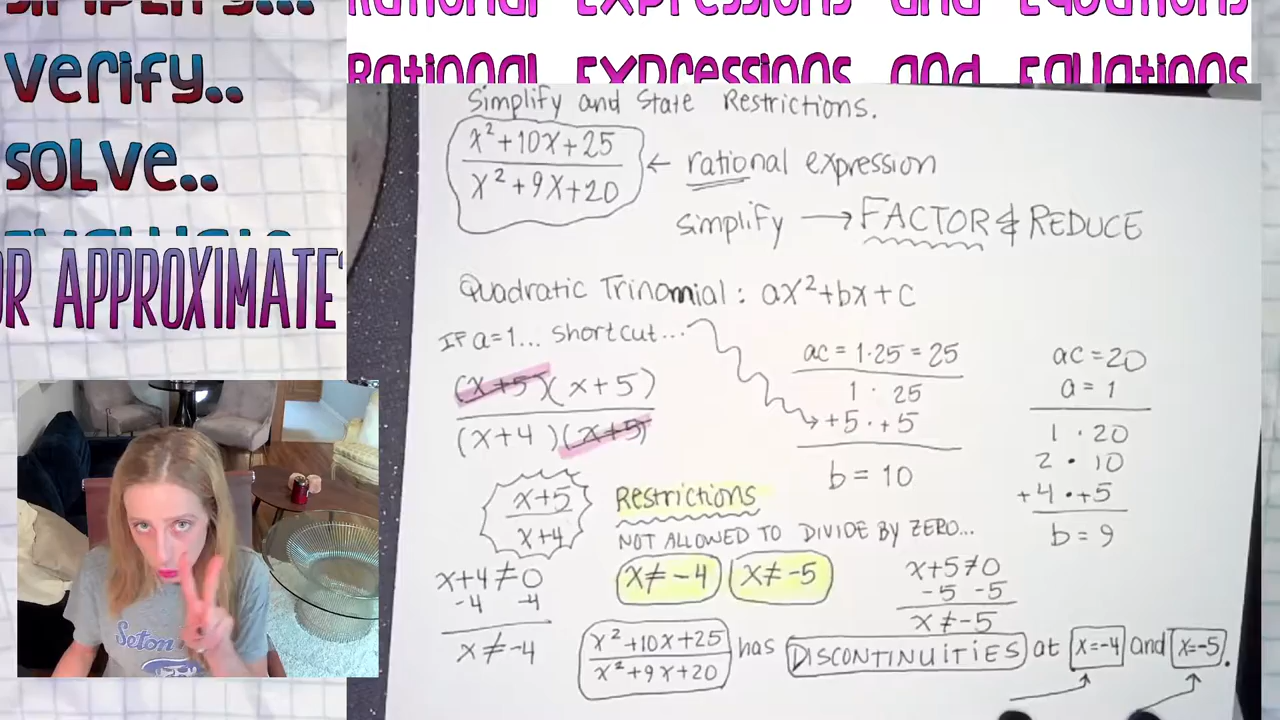 simplify...
verify..
solve..
OR APPROXIMATE
Rational Expressions and Equations
Rational Expressions and Equations
Simplify and State Restrictions.
x²+10x+25
x²+9x+20
← rational expression
simplify → FACTOR & REDUCE
Quadratic Trinomial: ax²+bx+c
IF a=1... shortcut...
(x+5)(x+5)
(x+4)(x+5)
x+5
x+4
ac = 1·25 = 25
1 · 25
+5·+5
b = 10
ac=20
a=1
1 · 20
2 · 10
+4·+5
b=9
Restrictions
NOT ALLOWED TO DIVIDE BY ZERO...
x≠-4 x≠-5
x+4≠0
-4 -4
x≠-4
x+5≠0
-5 -5
x≠-5
x²+10x+25
x²+9x+20
has DISCONTINUITIES at x=-4 and x=-5.
Seton